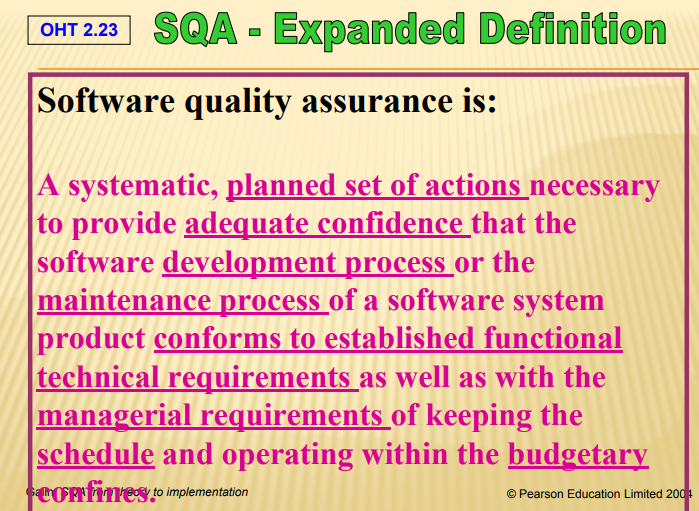 OHT 2.23
SQA - Expanded Definition
Software quality assurance is:
A systematic, planned set of actions necessary
to provide adequate confidence that the
software development process or the
maintenance process of a software system
product conforms to established functional
technical requirements as well as with the
managerial requirements of keeping the
schedule and operating within the budgetary
confines.
Galin, SQA from theory to implementation
© Pearson Education Limited 2004